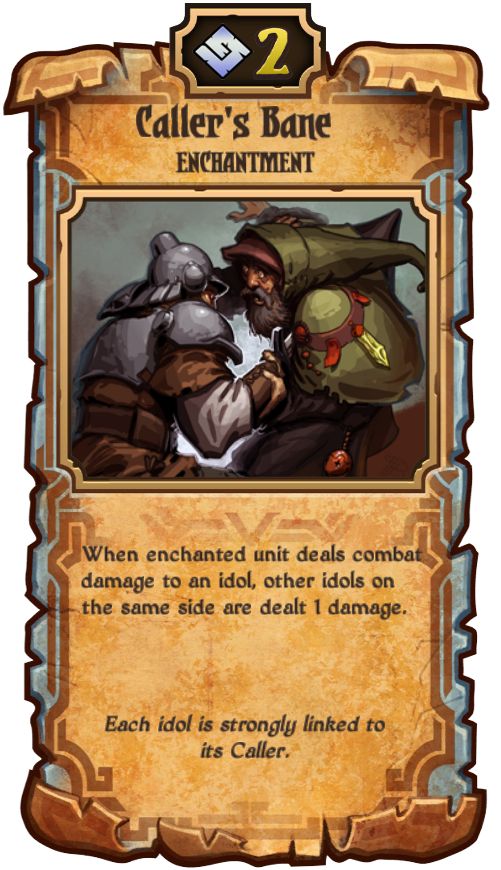 2
Caller's Bane
ENCHANTMENT
When enchanted unit deals combat
damage to an idol, other idols on
the same side are dealt 1 damage.
Each idol is strongly linked to
its Caller.